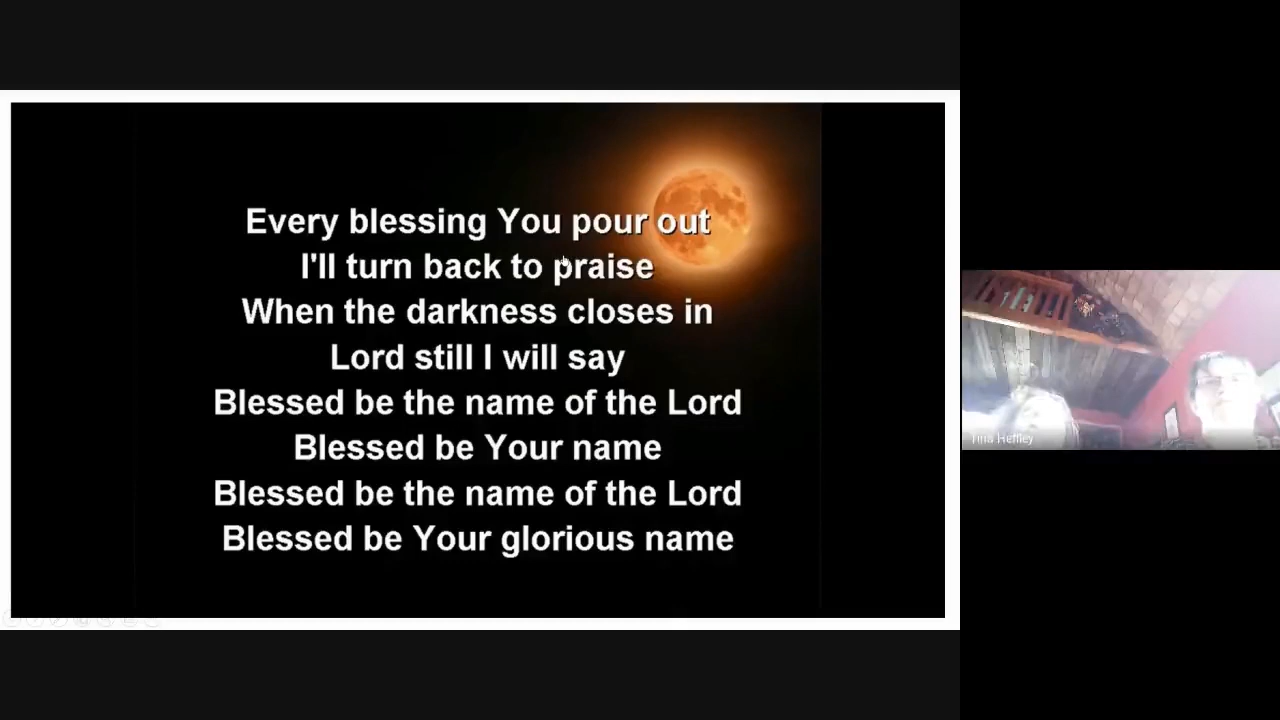 Every blessing You pour out
I'll turn back to praise
When the darkness closes in
Lord still I will say
Blessed be the name of the Lord
Blessed be Your name
Blessed be the name of the Lord
Blessed be Your glorious name
Tina Heffley